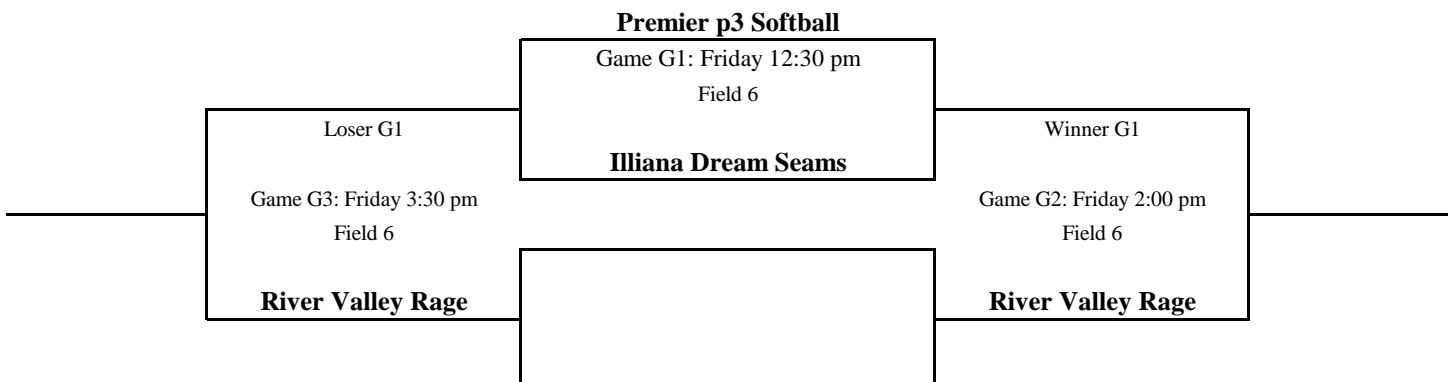 Premier p3 Softball
Game G1: Friday 12:30 pm
Field 6
Loser G1
Winner G1
Illiana Dream Seams
Game G3: Friday 3:30 pm
Field 6
Game G2: Friday 2:00 pm
Field 6
River Valley Rage
River Valley Rage